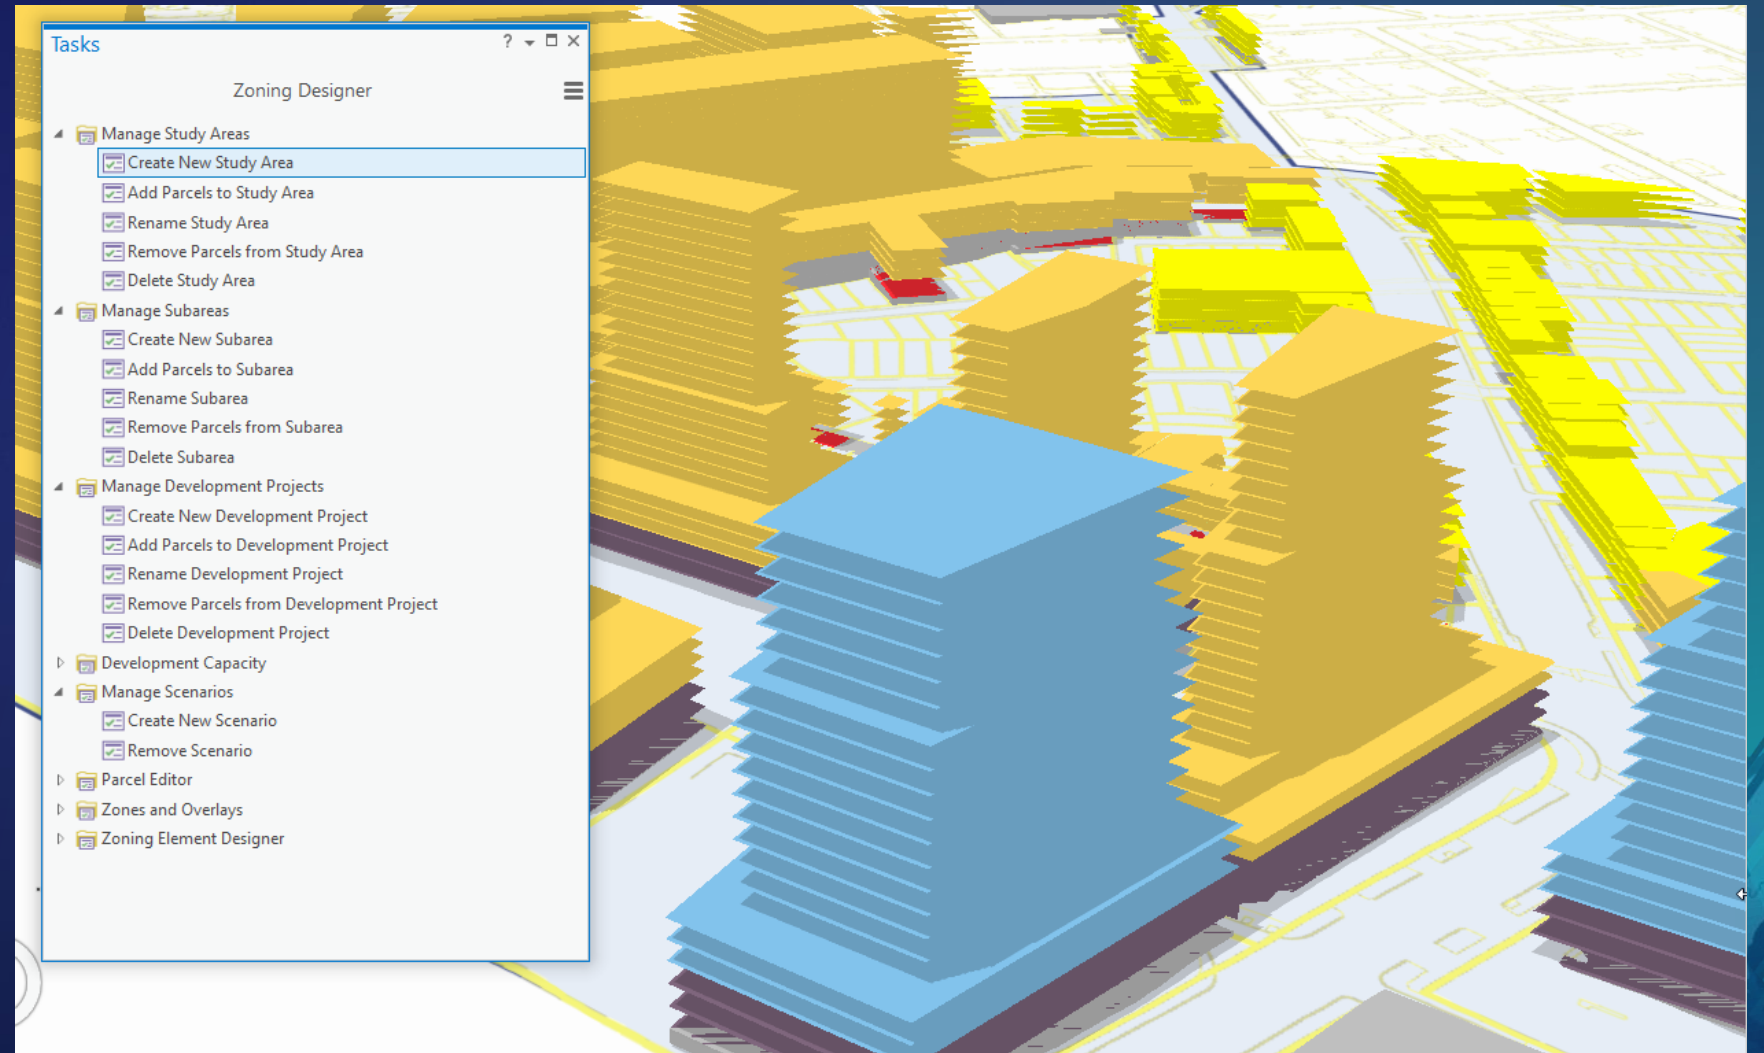 Tasks
?
Zoning Designer
Manage Study Areas
Create New Study Area
Add Parcels to Study Area
Rename Study Area
Remove Parcels from Study Area
Delete Study Area
Manage Subareas
Create New Subarea
Add Parcels to Subarea
Rename Subarea
Remove Parcels from Subarea
Delete Subarea
Manage Development Projects
Create New Development Project
Add Parcels to Development Project
Rename Development Project
Remove Parcels from Development Project
Delete Development Project
Development Capacity
Manage Scenarios
Create New Scenario
Remove Scenario
Parcel Editor
Zones and Overlays
Zoning Element Designer